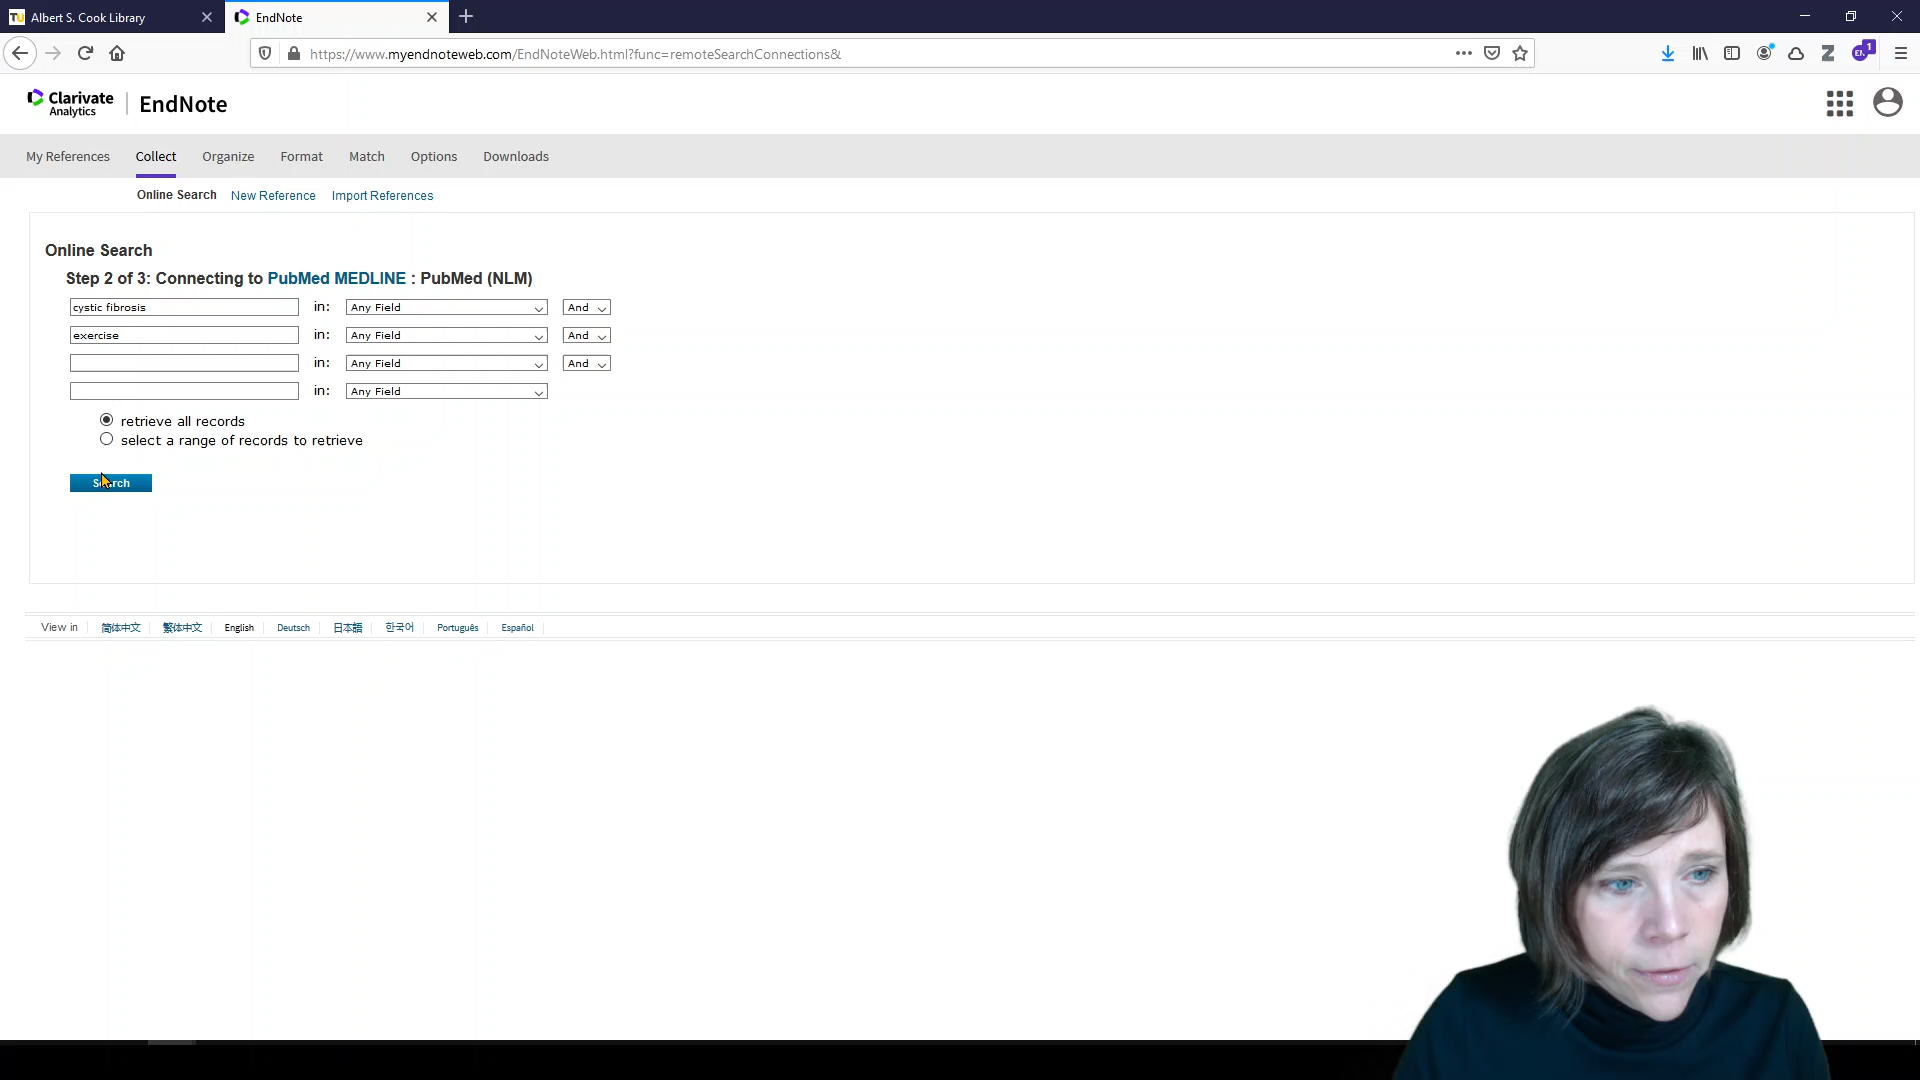 Albert S. Cook Library
EndNote
https://www.myendnoteweb.com/EndNoteWeb.html?func=remoteSearchConnections&
Clarivate Analytics | EndNote
My References Collect Organize Format Match Options Downloads
Online Search New Reference Import References
Online Search
Step 2 of 3: Connecting to PubMed MEDLINE : PubMed (NLM)
cystic fibrosis in: Any Field And
exercise in: Any Field And
in: Any Field And
in: Any Field
retrieve all records
select a range of records to retrieve
Search
View in 简体中文 繁体中文 English Deutsch 日本語 한국어 Português Español